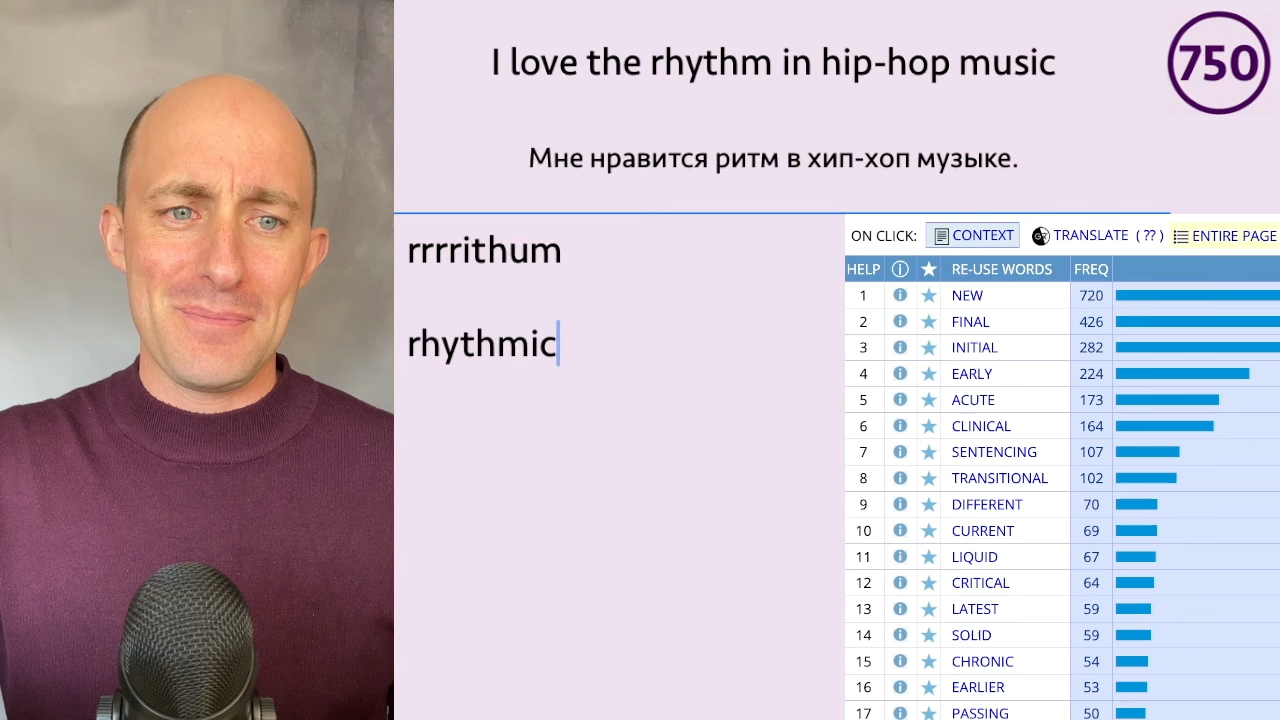 I love the rhythm in hip-hop music
750
Мне нравится ритм в хип-хоп музыке.
rrrrithum
rhythmic
ON CLICK: CONTEXT TRANSLATE (??) ENTIRE PAGE
HELP RE-USE WORDS FREQ
1 NEW 720
2 FINAL 426
3 INITIAL 282
4 EARLY 224
5 ACUTE 173
6 CLINICAL 164
7 SENTENCING 107
8 TRANSITIONAL 102
9 DIFFERENT 70
10 CURRENT 69
11 LIQUID 67
12 CRITICAL 64
13 LATEST 59
14 SOLID 59
15 CHRONIC 54
16 EARLIER 53
17 PASSING 50